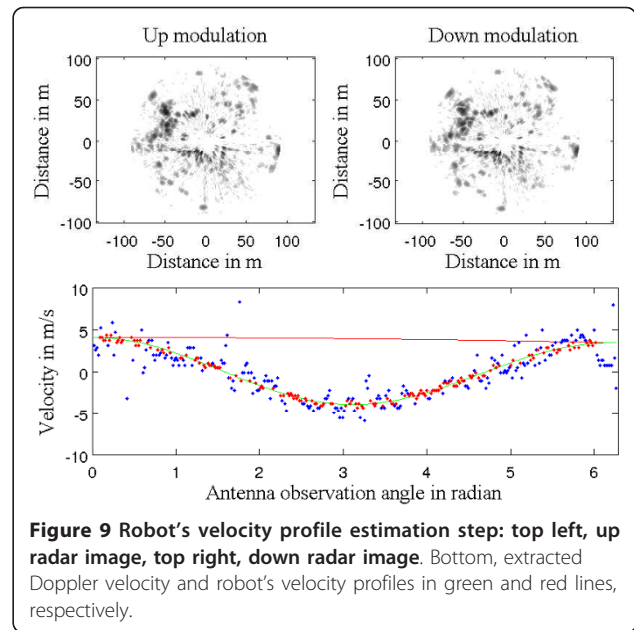 Up modulation
Down modulation
Distance in m
100
50
0
-50
-100
-100 -50 0 50 100
Distance in m
Distance in m
100
50
0
-50
-100
-100 -50 0 50 100
Distance in m
Velocity in m/s
10
5
0
-5
-10
0 1 2 3 4 5 6
Antenna observation angle in radian
Figure 9 Robot's velocity profile estimation step: top left, up
radar image, top right, down radar image. Bottom, extracted
Doppler velocity and robot's velocity profiles in green and red lines,
respectively.